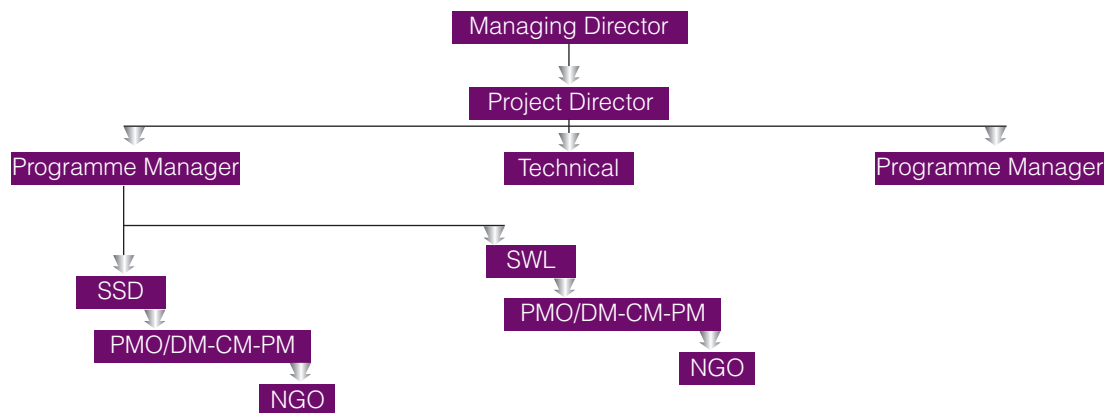 Managing Director
Project Director
Programme Manager
Technical
Programme Manager
SWL
SSD
PMO/DM-CM-PM
PMO/DM-CM-PM
NGO
NGO